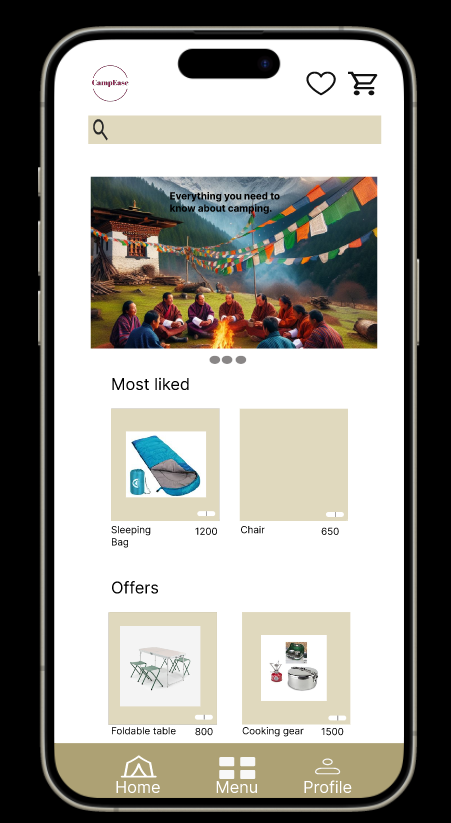 CampEase
Everything you need to
know about camping.
Most liked
Sleeping
Bag
1200
Chair
650
Offers
Foldable table
800
Cooking gear
1500
Home
Menu
Profile